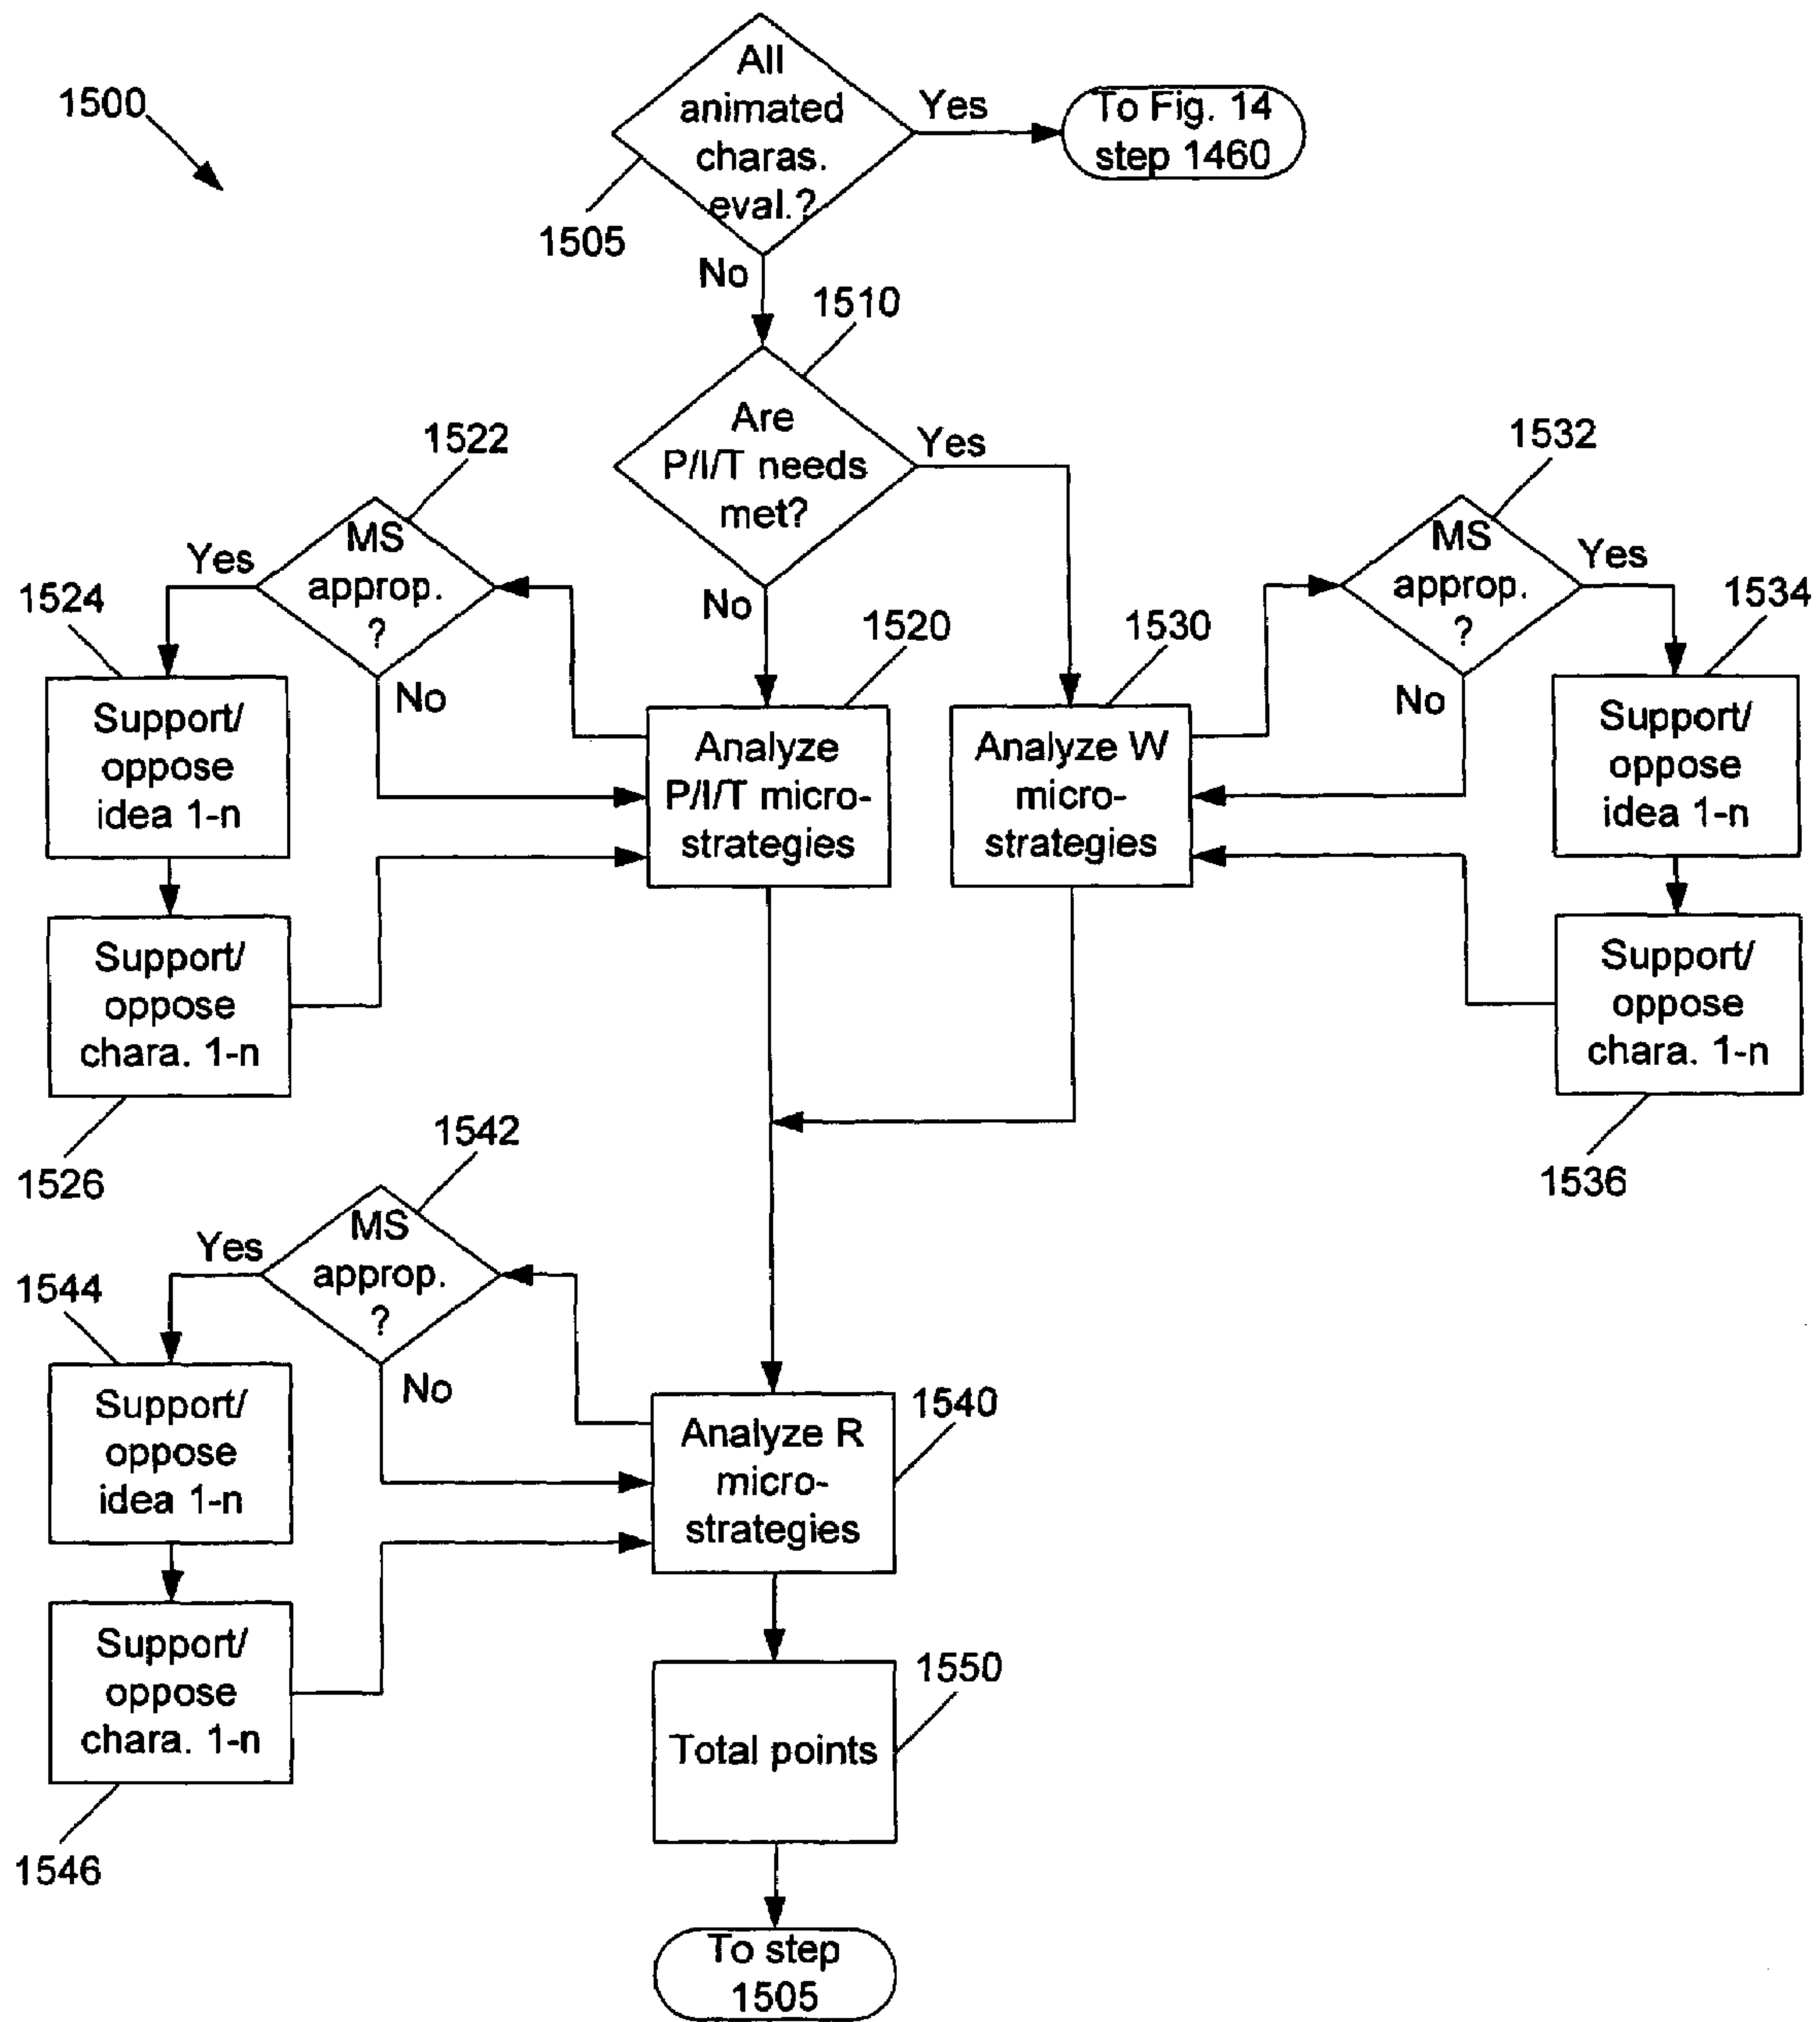 1500
All
animated
charas.
eval.?
Yes
To Fig. 14
step 1460
1505
No
1510
Are
P/I/T needs
met?
Yes
No
1522
MS
approp.
?
Yes
No
1524
Support/
oppose
idea 1-n
1520
Analyze
P/I/T micro-
strategies
1530
Analyze W
micro-
strategies
1532
MS
approp.
?
Yes
No
1534
Support/
oppose
idea 1-n
Support/
oppose
chara. 1-n
1526
Support/
oppose
chara. 1-n
1536
1542
MS
approp.
?
Yes
No
1544
Support/
oppose
idea 1-n
1540
Analyze R
micro-
strategies
Support/
oppose
chara. 1-n
1546
1550
Total points
To step
1505